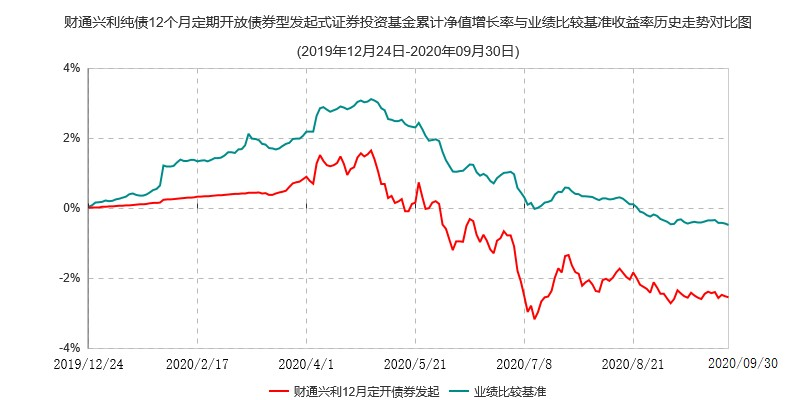 财通兴利纯债12个月定期开放债券型发起式证券投资基金累计净值增长率与业绩比较基准收益率历史走势对比图
(2019年12月24日-2020年09月30日)
4%
2%
0%
-2%
-4%
2019/12/24 2020/2/17 2020/4/1 2020/5/21 2020/7/8 2020/8/21 2020/09/30
财通兴利12月定开债券发起 业绩比较基准